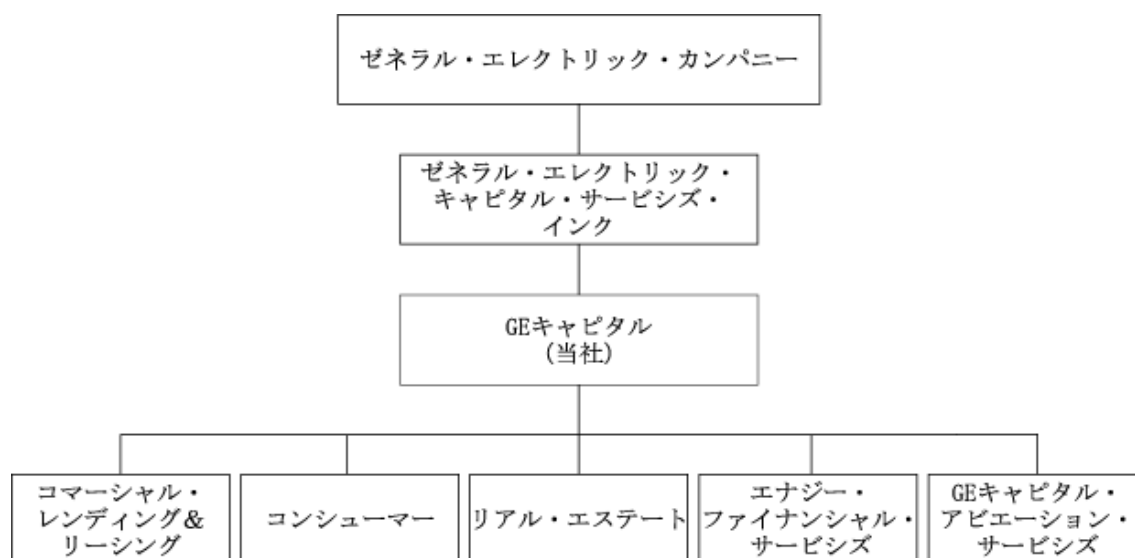 ゼネラル・エレクトリック・カンパニー
ゼネラル・エレクトリック・
キャピタル・サービシズ・
インク
GEキャピタル
(当社)
コマーシャル・
レンディング＆
リーシング
コンシューマー
リアル・エステート
エナジー・
ファイナンシャル・
サービシズ
GEキャピタル・
アビエーション・
サービシズ